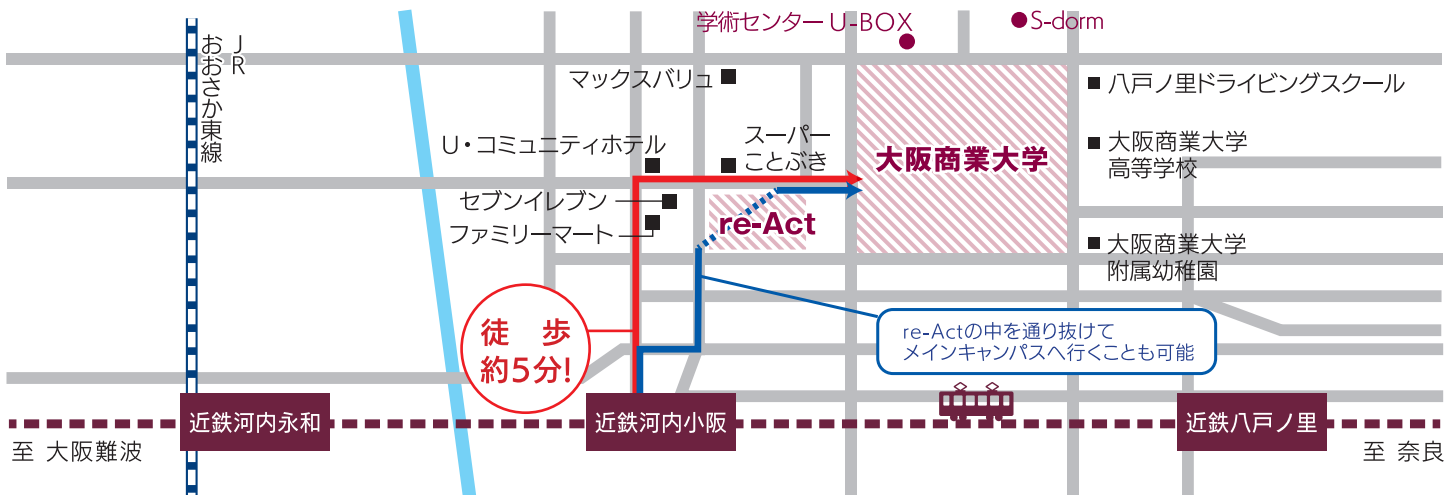 学術センター U-BOX
S-dorm
JR
おおさか東線
マックスバリュ
八戸ノ里ドライビングスクール
U・コミュニティホテル
スーパー
ことぶき
大阪商業大学
大阪商業大学
高等学校
セブンイレブン
ファミリーマート
re-Act
大阪商業大学
附属幼稚園
徒 歩
約5分!
re-Actの中を通り抜けて
メインキャンパスへ行くことも可能
近鉄河内永和
近鉄河内小阪
近鉄八戸ノ里
至 大阪難波
至 奈良